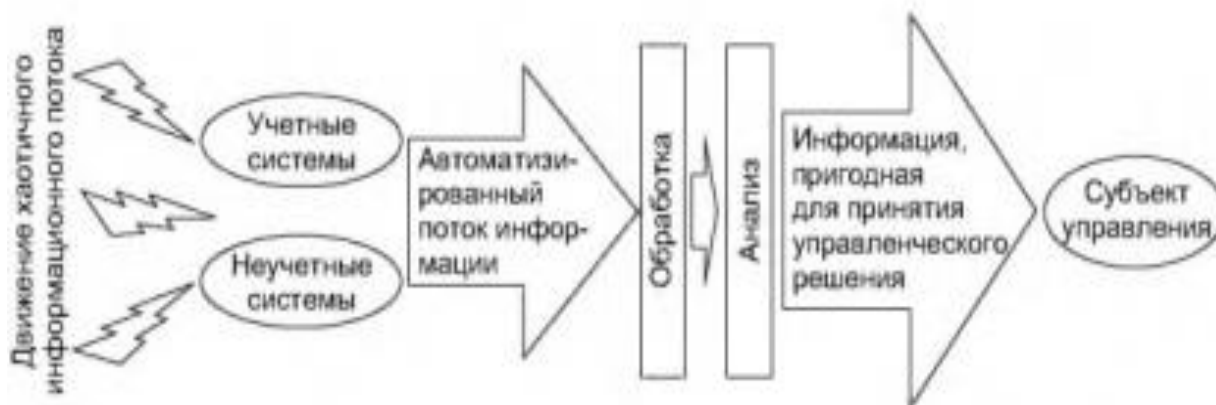 Движение хаотичного
информационного потока
Учетные
системы
Неучетные
системы
Автоматизи-
рованный
поток инфор-
мации
Обработка
Анализ
Информация,
пригодная
для принятия
управленческого
решения
Субъект
управления